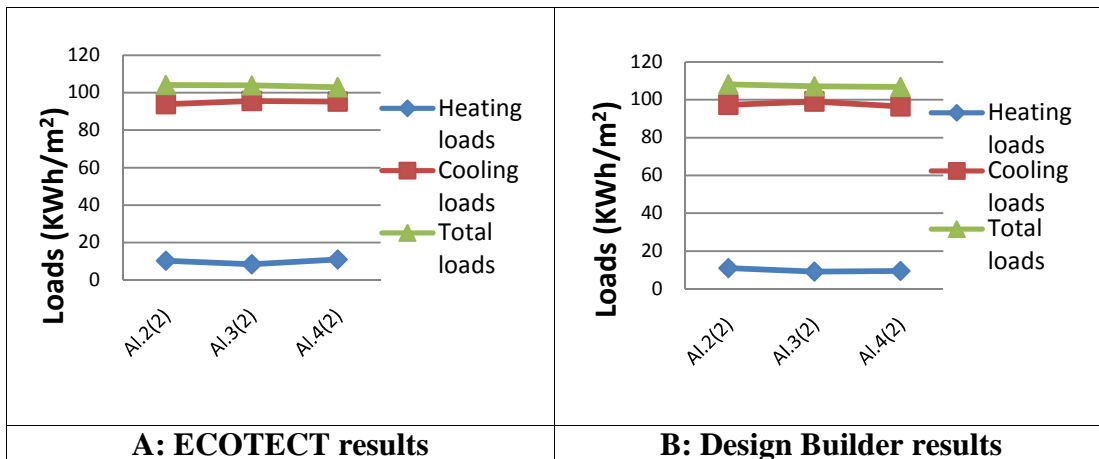 120
100
80
60
40
20
0
Loads (KWh/m²)
Al.2(2)
Al.3(2)
Al.4(2)
Heating
loads
Cooling
loads
Total
loads
A: ECOTECT results
120
100
80
60
40
20
0
Loads (KWh/m²)
Al.2(2)
Al.3(2)
Al.4(2)
Heating
loads
Cooling
loads
Total
loads
B: Design Builder results